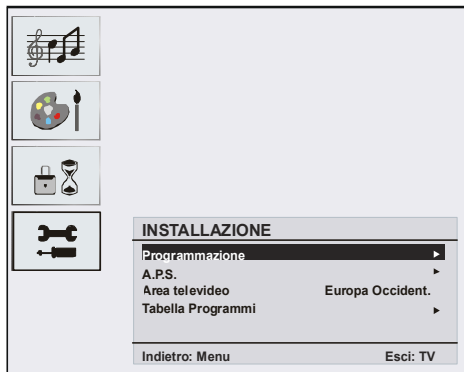 INSTALLAZIONE
Programmazione
A.P.S.
Area televideo Europa Occident.
Tabella Programmi
Indietro: Menu Esci: TV